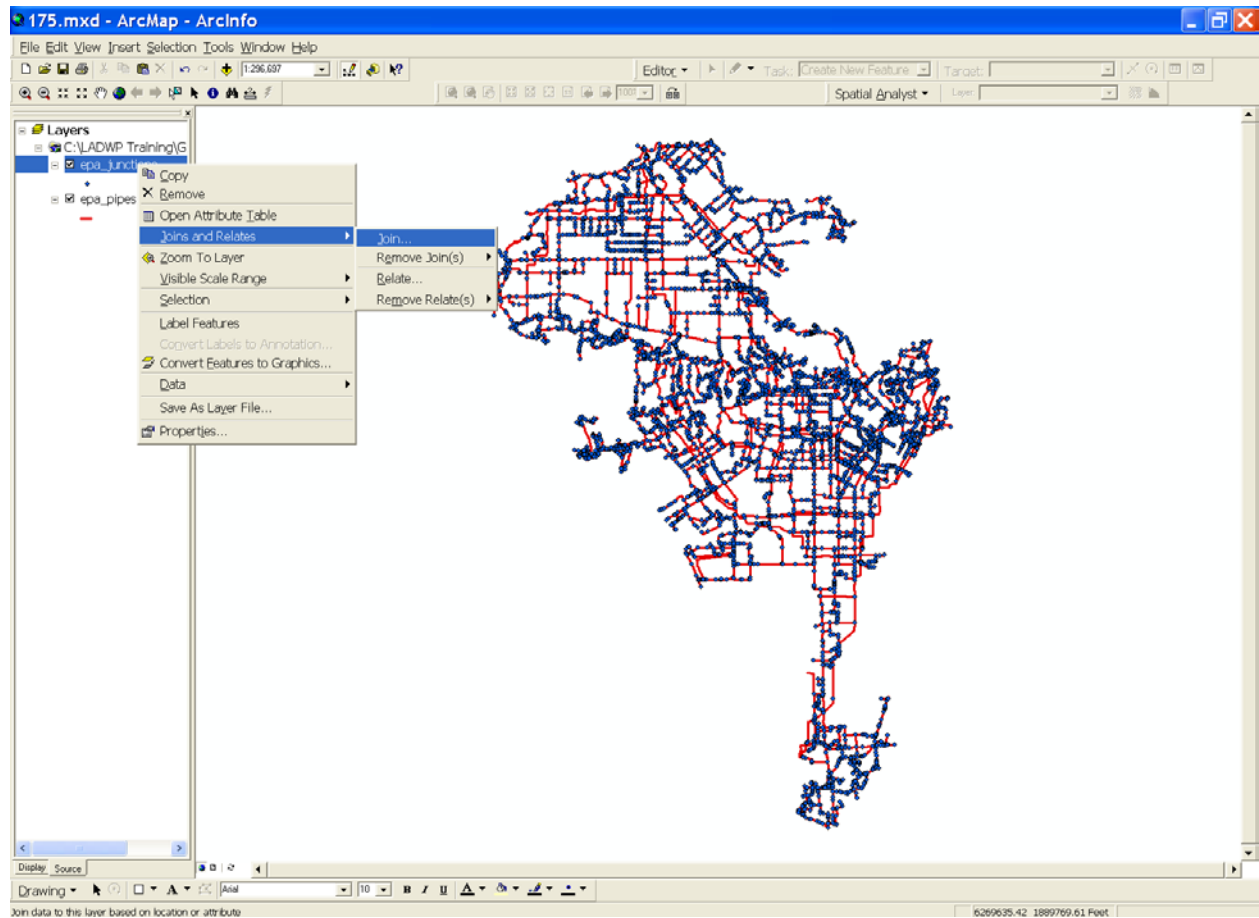 175.mxd - ArcMap - ArcInfo
File Edit View Insert Selection Tools Window Help
1:296,697
Editor
Task: Create New Feature
Target:
1001
Spatial Analyst
Layer:
Layers
C:\LADWP Training\G
epa_junctions
epa_pipes
Copy
Remove
Open Attribute Table
Joins and Relates
Zoom To Layer
Visible Scale Range
Selection
Label Features
Convert Labels to Annotation...
Convert Features to Graphics...
Data
Save As Layer File...
Properties...
Join...
Remove Join(s)
Relate...
Remove Relate(s)
Display Source
Drawing A Arial 10 B I U A
Join data to this layer based on location or attribute
6269635.42 1889769.61 Feet